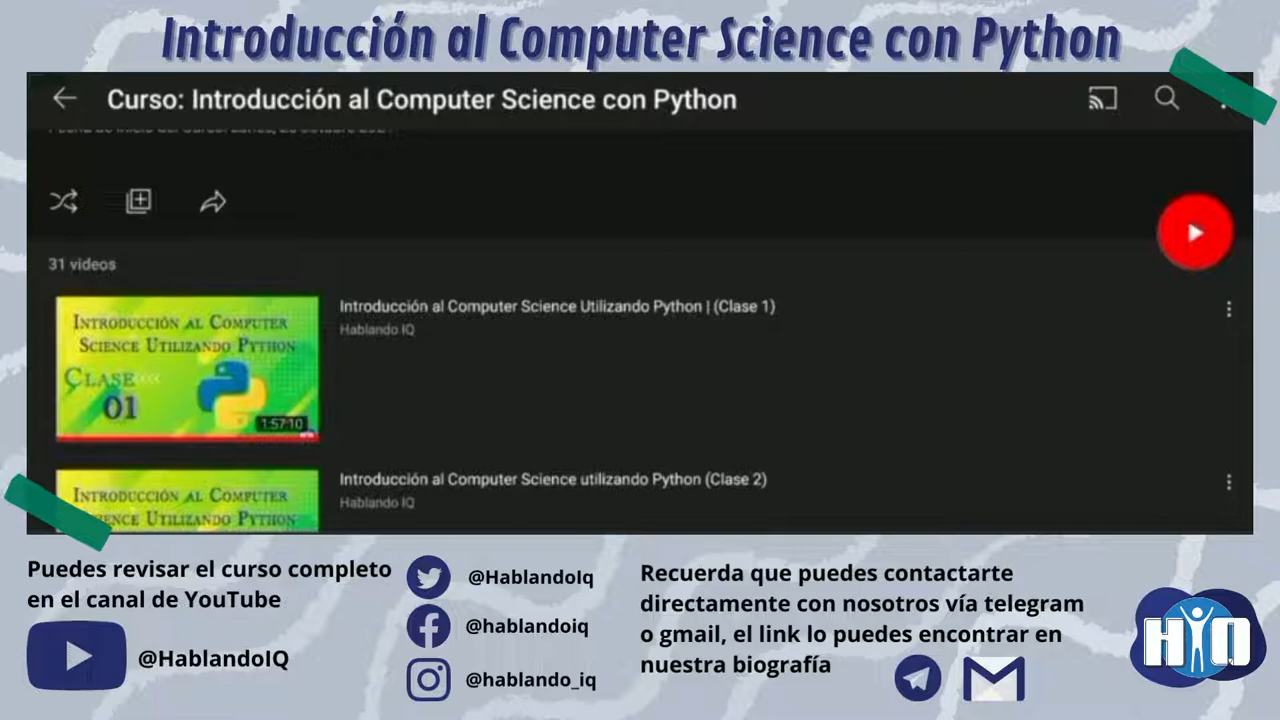 Introducción al Computer Science con Python
Curso: Introducción al Computer Science con Python
31 videos
INTRODUCCIÓN AL COMPUTER
SCIENCE UTILIZANDO PYTHON
CLASE
01
1:57:10
Introducción al Computer Science Utilizando Python | (Clase 1)
Hablando IQ
INTRODUCCIÓN AL COMPUTER
UTILIZANDO PYTHON
Introducción al Computer Science utilizando Python (Clase 2)
Hablando IQ
Puedes revisar el curso completo
en el canal de YouTube
@HablandoIQ
@HablandoIq
@hablandoiq
@hablando_iq
Recuerda que puedes contactarte
directamente con nosotros vía telegram
o gmail, el link lo puedes encontrar en
nuestra biografía
HIQ